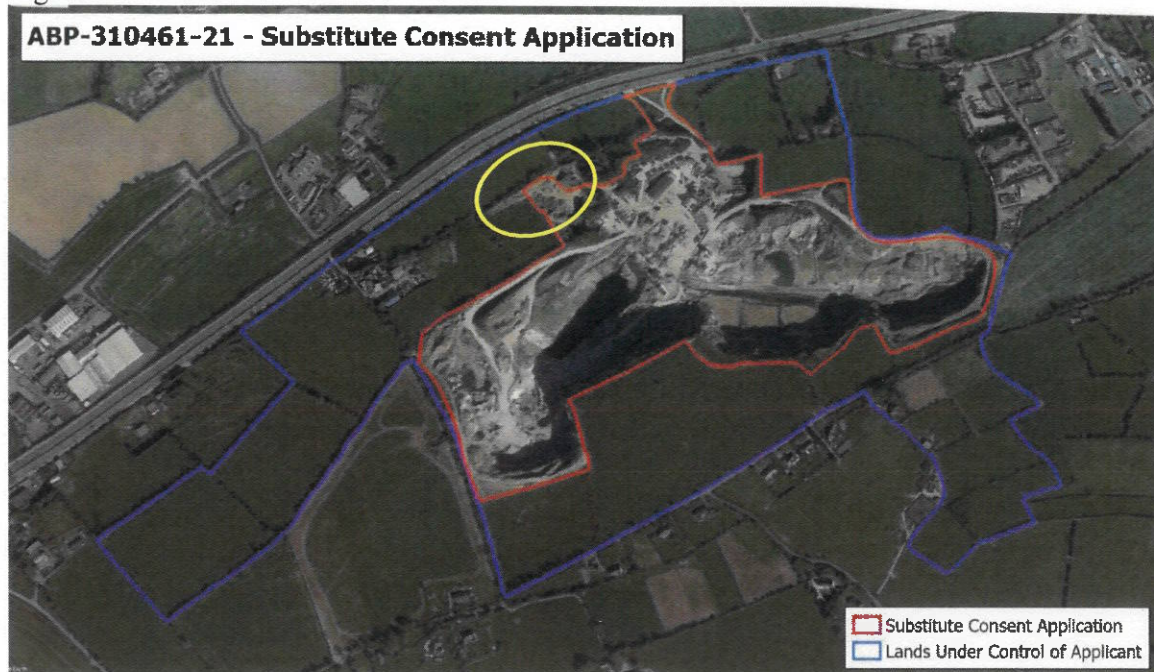 ABP-310461-21 - Substitute Consent Application
Substitute Consent Application
Lands Under Control of Applicant